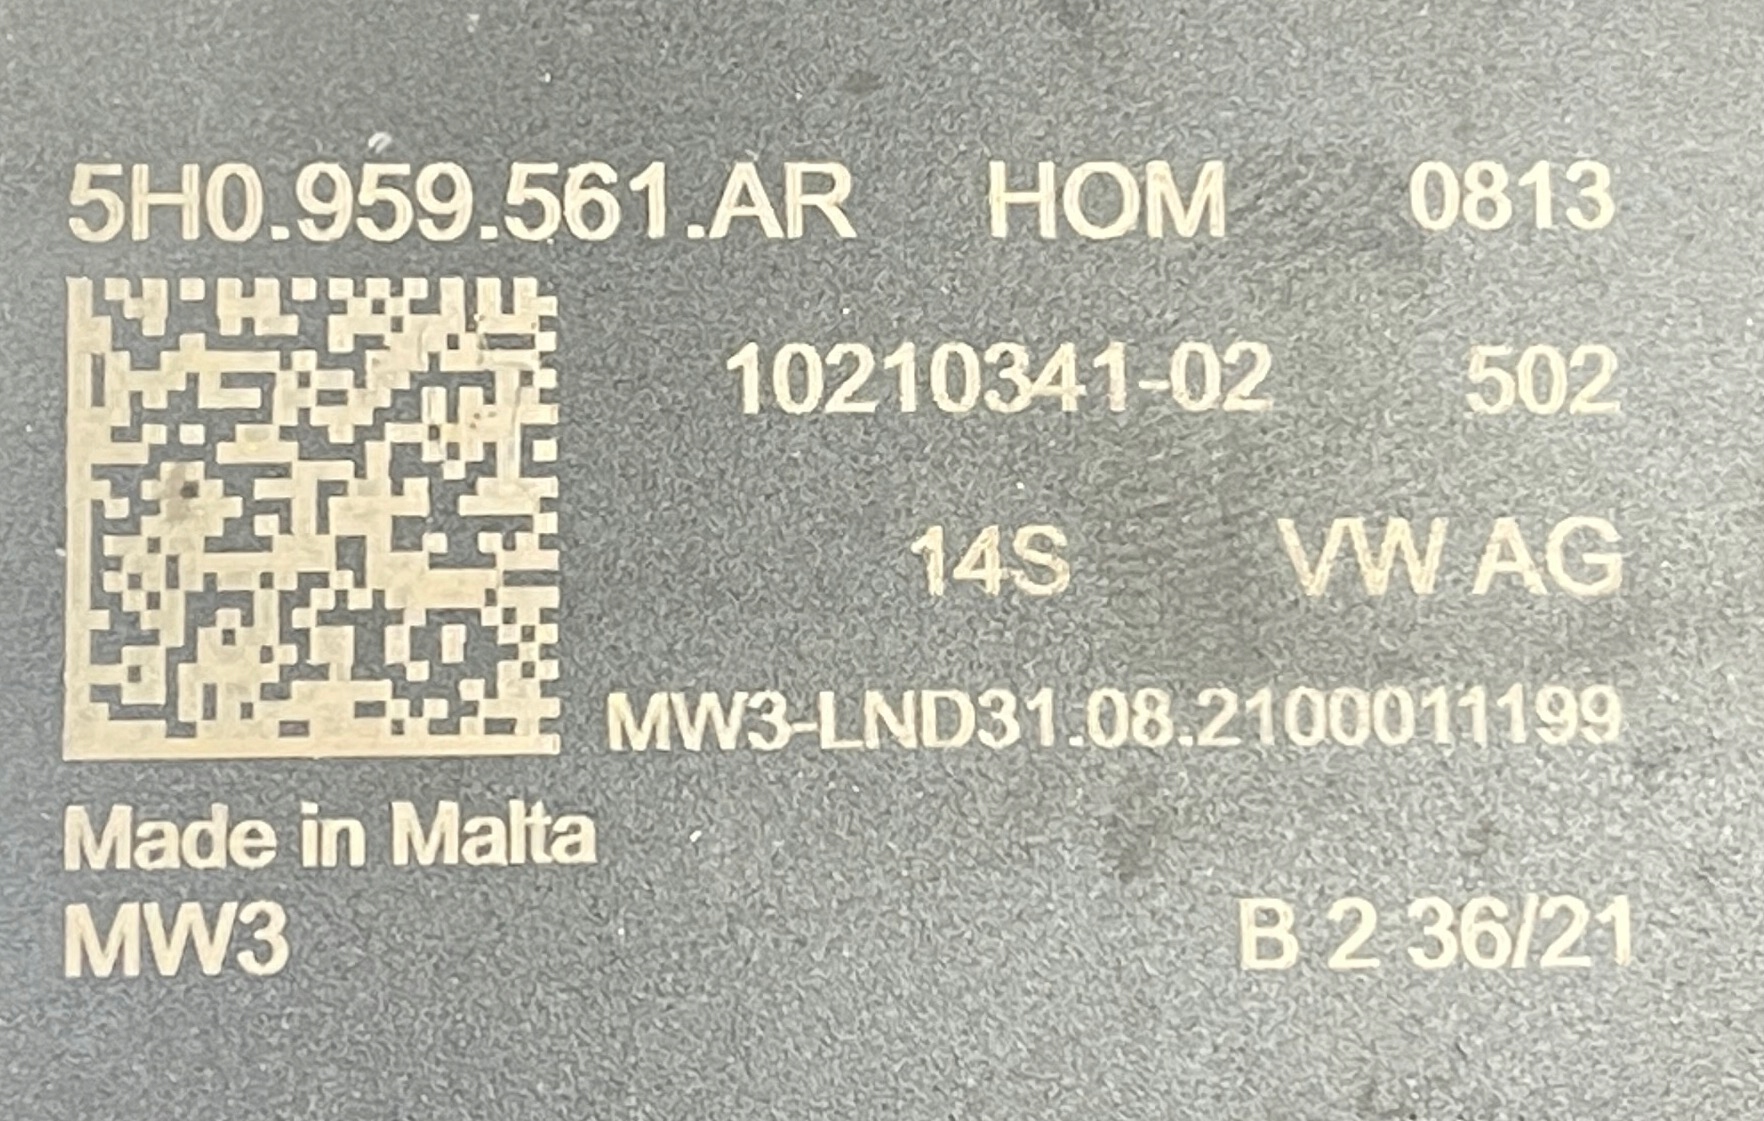 5H0.959.561.AR HOM 0813
10210341-02 502
14S VW AG
MW3-LND31.08.2100011199
Made in Malta
MW3 B 2 36/21